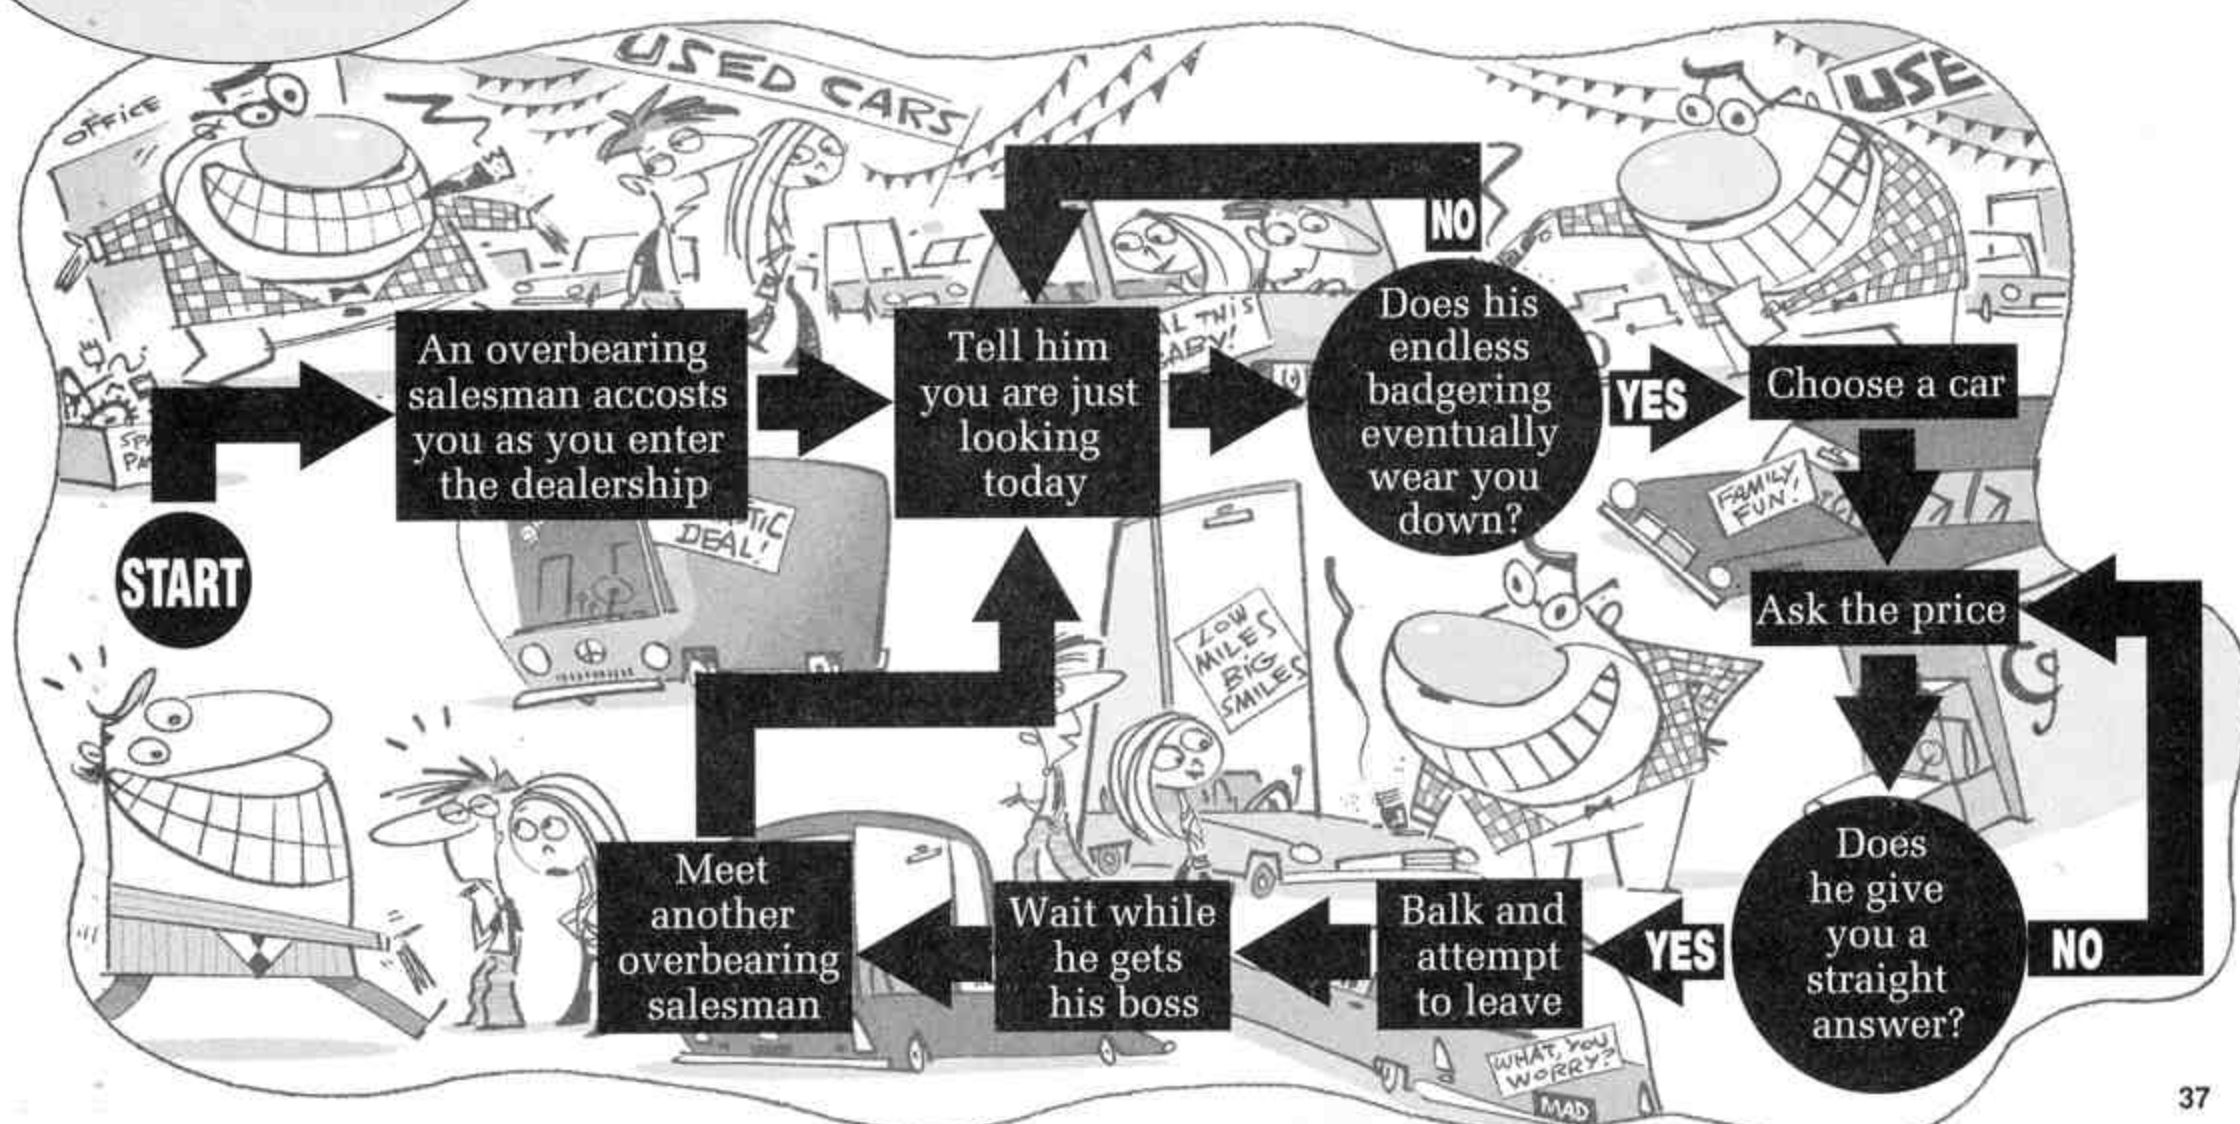 OFFICE
USED CARS
USE
NO
An overbearing
salesman accosts
you as you enter
the dealership
Tell him
you are just
looking
today
THIS
Does his
endless
badgering
eventually
wear you
down?
YES
Choose a car
FAMILY
FUN!
START
DEAL!
LOW
MILES
BIG
SMILES
Ask the price
Does
he give
you a
straight
answer?
NO
YES
Balk and
attempt
to leave
Wait while
he gets
his boss
Meet
another
overbearing
salesman
WHAT, YOU
WORRY?
MAD
37